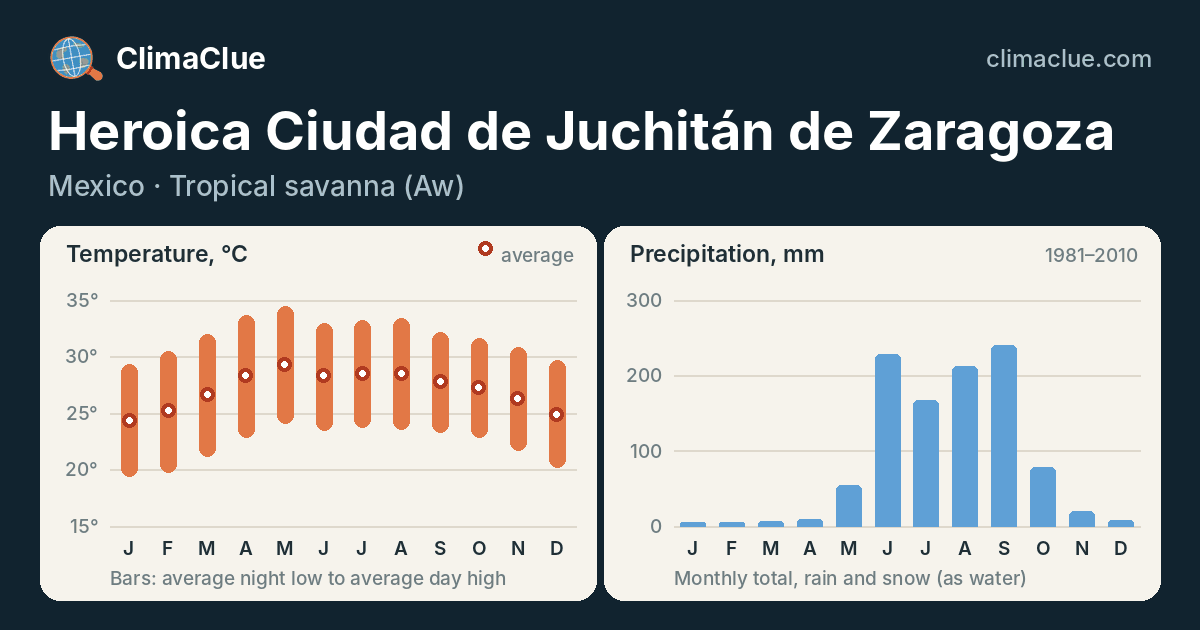 ClimaClue
climaclue.com
Heroica Ciudad de Juchitán de Zaragoza
Mexico · Tropical savanna (Aw)
Temperature, °C
average
35°
30°
25°
20°
15°
J F M A M J J A S O N D
Bars: average night low to average day high
Precipitation, mm
1981–2010
300
200
100
0
J F M A M J J A S O N D
Monthly total, rain and snow (as water)